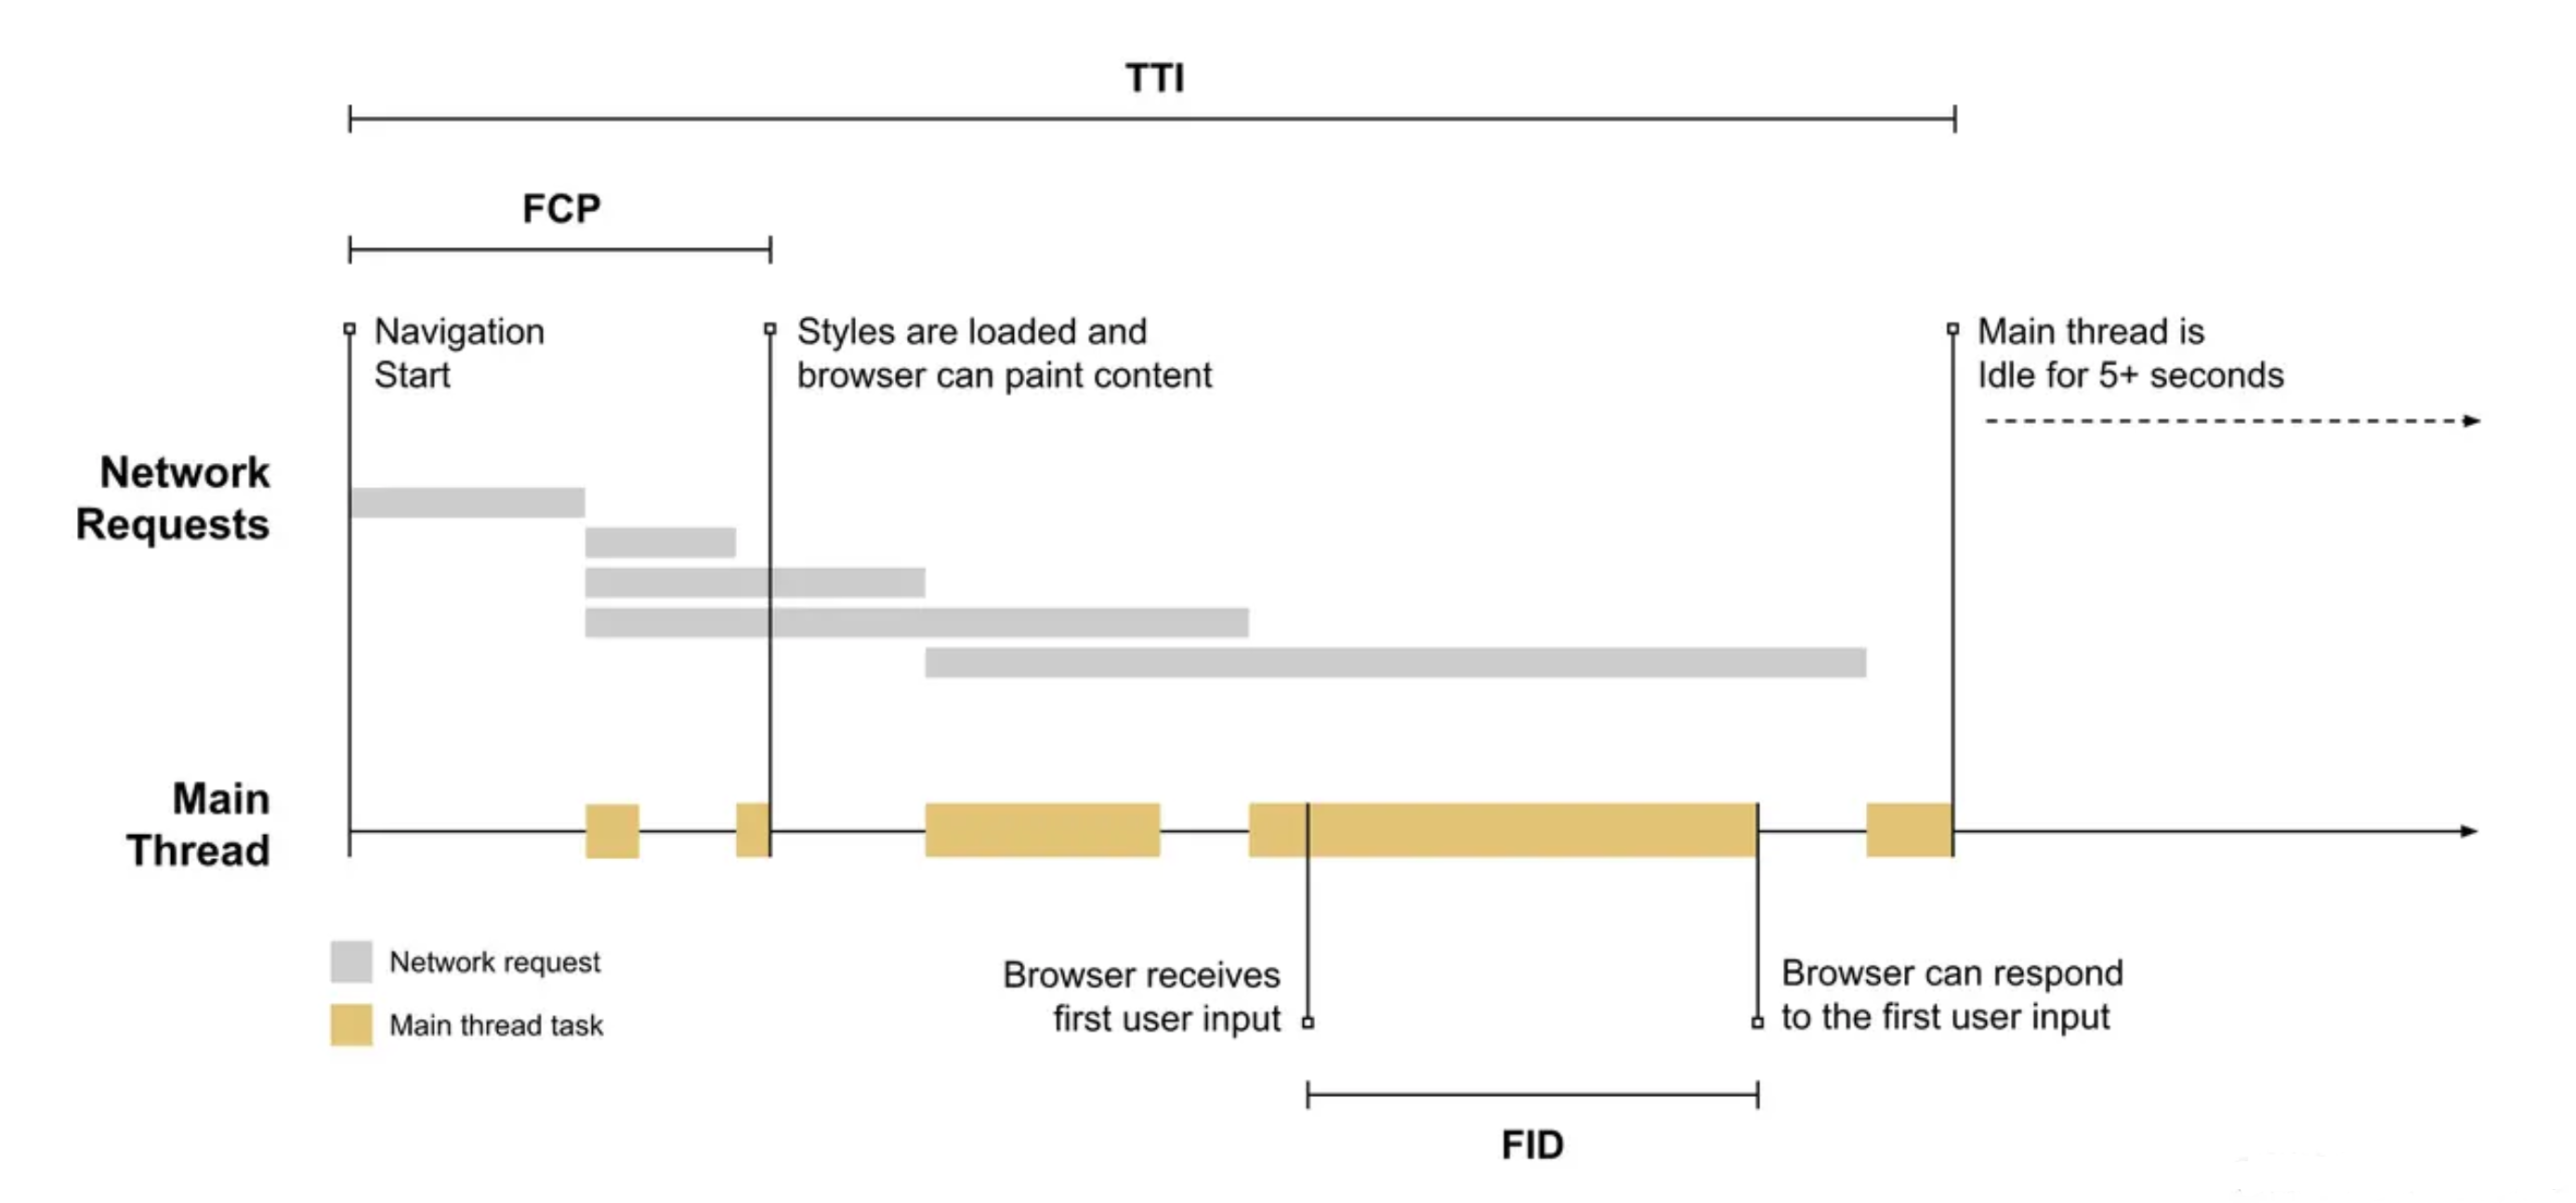 TTI
FCP
Navigation
Start
Styles are loaded and
browser can paint content
Main thread is
Idle for 5+ seconds
Network
Requests
Main
Thread
Network request
Main thread task
Browser receives
first user input
Browser can respond
to the first user input
FID